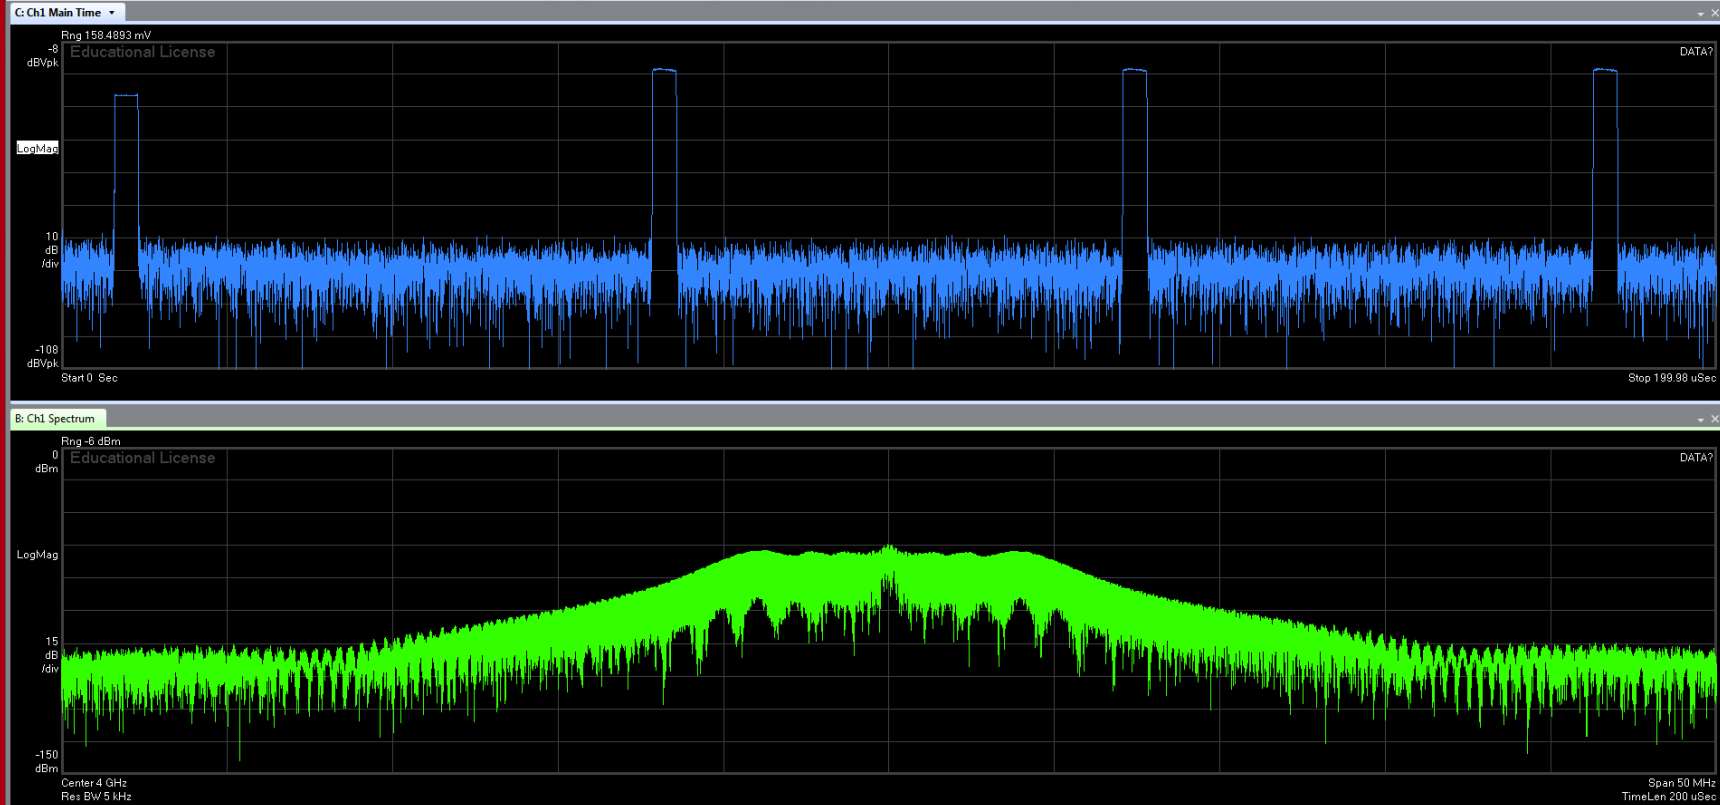 C: Ch1 Main Time
Rng 158.4893 mV
-8
dBVpk
Educational License
DATA?
LogMag
10
dB
/div
-108
dBVpk
Start 0 Sec
Stop 199.98 uSec
B: Ch1 Spectrum
Rng -6 dBm
0
dBm
Educational License
DATA?
LogMag
15
dB
/div
-150
dBm
Center 4 GHz
Span 50 MHz
Res BW 5 kHz
TimeLen 200 uSec